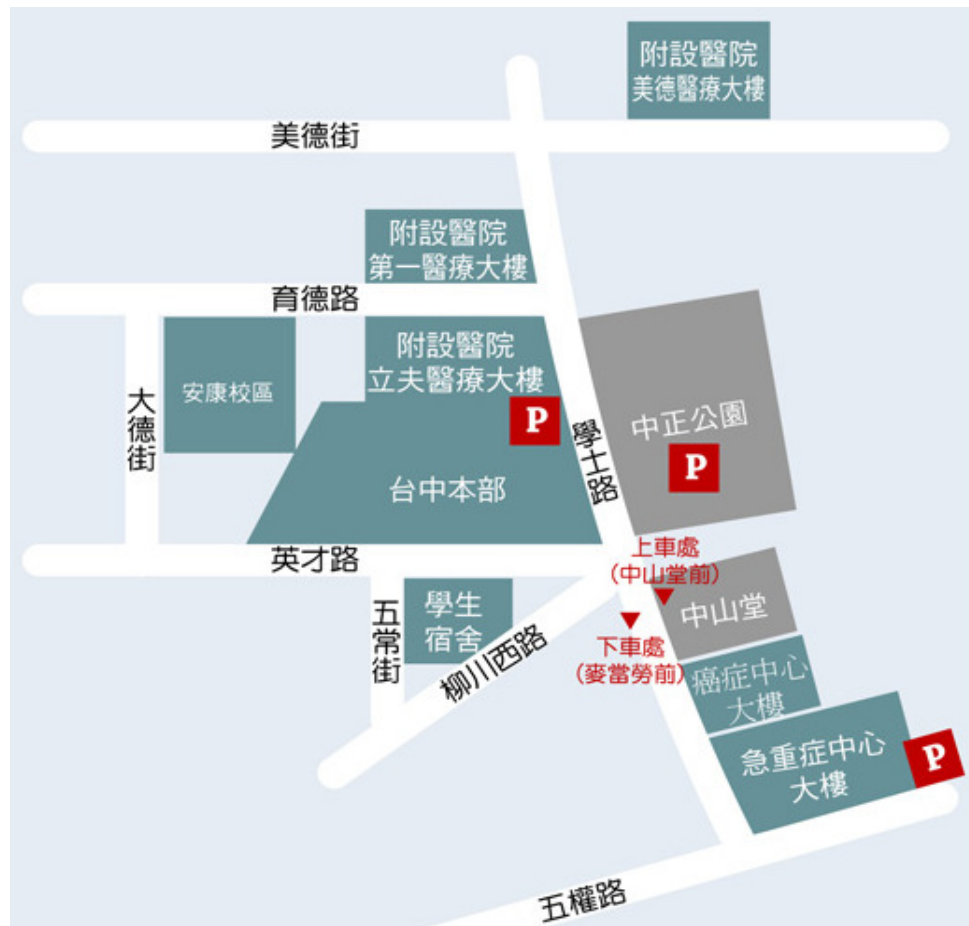 附設醫院
美德醫療大樓
美德街
附設醫院
第一醫療大樓
育德路
附設醫院
立夫醫療大樓
安康校區
大德街
P
中正公園
P
學士路
台中本部
英才路
上車處
(中山堂前)
中山堂
學生
宿舍
五常街
柳川西路
下車處
(麥當勞前)
癌症中心
大樓
急重症中心
大樓
P
五權路